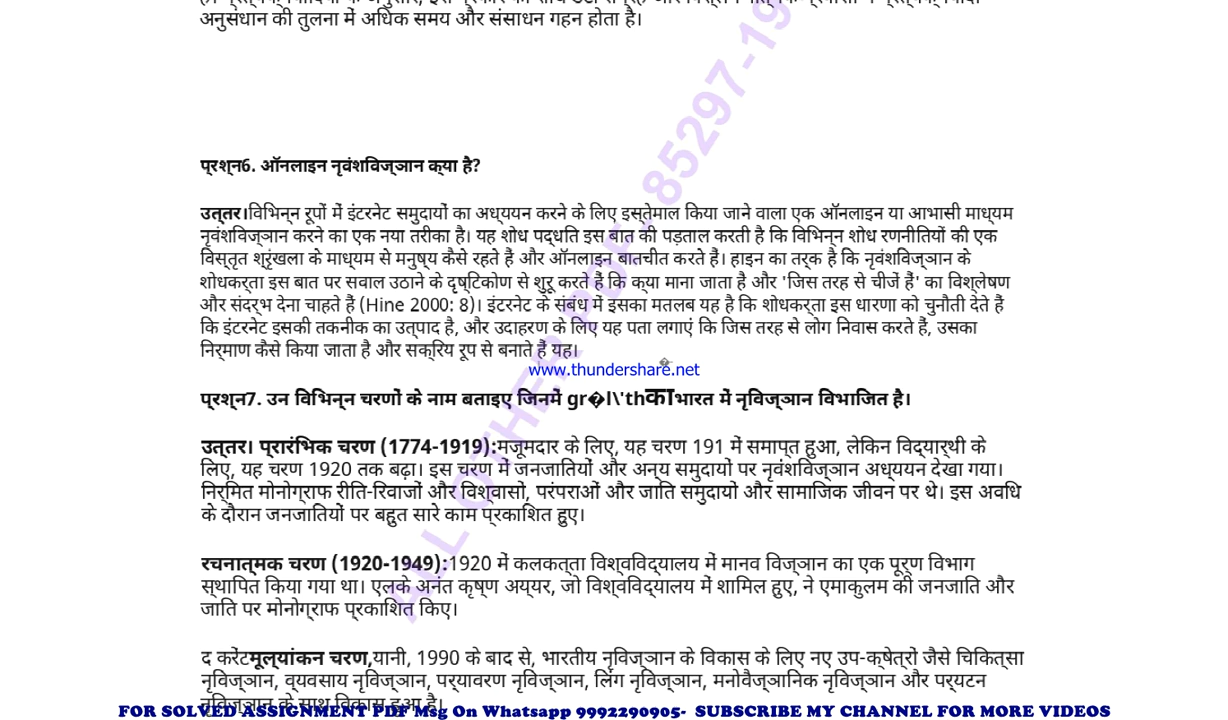 अनुसंधान की तुलना में अधिक समय और संसाधन गहन होता है।
प्रश्न6. ऑनलाइन नृवंशविज्ञान क्या है?
उत्तर।विभिन्न रूपों में इंटरनेट समुदायों का अध्ययन करने के लिए इस्तेमाल किया जाने वाला एक ऑनलाइन या आभासी माध्यम
नृवंशविज्ञान करने का एक नया तरीका है। यह शोध पद्धति इस बात की पड़ताल करती है कि विभिन्न शोध रणनीतियों की एक
विस्तृत श्रृंखला के माध्यम से मनुष्य कैसे रहते हैं और ऑनलाइन बातचीत करते हैं। हाइन का तर्क है कि नृवंशविज्ञान के
शोधकर्ता इस बात पर सवाल उठाने के दृष्टिकोण से शुरू करते हैं कि क्या माना जाता है और 'जिस तरह से चीजें हैं' का विश्लेषण
और संदर्भ देना चाहते हैं (Hine 2000: 8)। इंटरनेट के संबंध में इसका मतलब यह है कि शोधकर्ता इस धारणा को चुनौती देते हैं
कि इंटरनेट इसकी तकनीक का उत्पाद है, और उदाहरण के लिए यह पता लगाएं कि जिस तरह से लोग निवास करते हैं, उसका
निर्माण कैसे किया जाता है और सक्रिय रूप से बनाते हैं यह।
www.thundershare.net
प्रश्न7. उन विभिन्न चरणों के नाम बताइए जिनमें gr�l\'thकाभारत में नृविज्ञान विभाजित है।
उत्तर। प्रारंभिक चरण (1774-1919):मजूमदार के लिए, यह चरण 191 में समाप्त हुआ, लेकिन विद्यार्थी के
लिए, यह चरण 1920 तक बढ़ा। इस चरण में जनजातियों और अन्य समुदायों पर नृवंशविज्ञान अध्ययन देखा गया।
निर्मित मोनोग्राफ रीति-रिवाजों और विश्वासो, परंपराओं और जाति समुदायो और सामाजिक जीवन पर थे। इस अवधि
के दौरान जनजातियों पर बहुत सारे काम प्रकाशित हुए।
रचनात्मक चरण (1920-1949):1920 में कलकत्ता विश्वविद्यालय में मानव विज्ञान का एक पूर्ण विभाग
स्थापित किया गया था। एलके अनंत कृष्ण अय्यर, जो विश्वविद्यालय में शामिल हुए, ने एमाकुलम की जनजाति और
जाति पर मोनोग्राफ प्रकाशित किए।
द करेंटमूल्यांकन चरण,यानी, 1990 के बाद से, भारतीय नृविज्ञान के विकास के लिए नए उप-क्षेत्रों जैसे चिकित्सा
नृविज्ञान, व्यवसाय नृविज्ञान, पर्यावरण नृविज्ञान, लिंग नृविज्ञान, मनोवैज्ञानिक नृविज्ञान और पर्यटन
नृविज्ञान के साथ विकास हुआ है।
FOR SOLVED ASSIGNMENT PDF Msg On Whatsapp 9992290905- SUBSCRIBE MY CHANNEL FOR MORE VIDEOS
ALL OTHER PDF - 85297-19